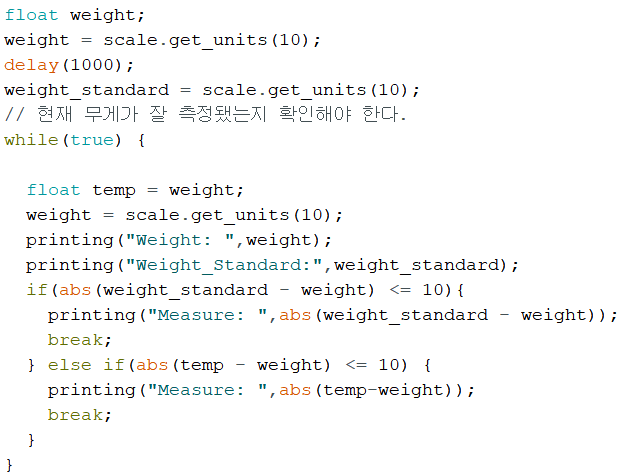 float weight;
weight = scale.get_units(10);
delay(1000);
weight_standard = scale.get_units(10);
// 현재 무게가 잘 측정됐는지 확인해야 한다.
while(true) {
float temp = weight;
weight = scale.get_units(10);
printing("Weight: ",weight);
printing("Weight_Standard:",weight_standard);
if(abs(weight_standard - weight) <= 10){
printing("Measure: ",abs(weight_standard - weight));
break;
} else if(abs(temp - weight) <= 10) {
printing("Measure: ",abs(temp-weight));
break;
}
}